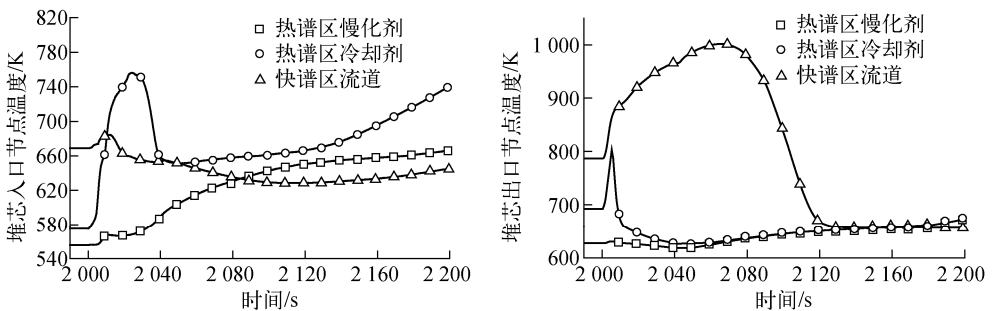 堆芯入口节点温度/K
820
780
740
700
660
620
580
540
热谱区慢化剂
热谱区冷却剂
快谱区流道
2 000 2 040 2 080 2 120 2 160 2 200
时间/s
堆芯出口节点温度/K
1 000
900
800
700
600
热谱区慢化剂
热谱区冷却剂
快谱区流道
2 000 2 040 2 080 2 120 2 160 2 200
时间/s